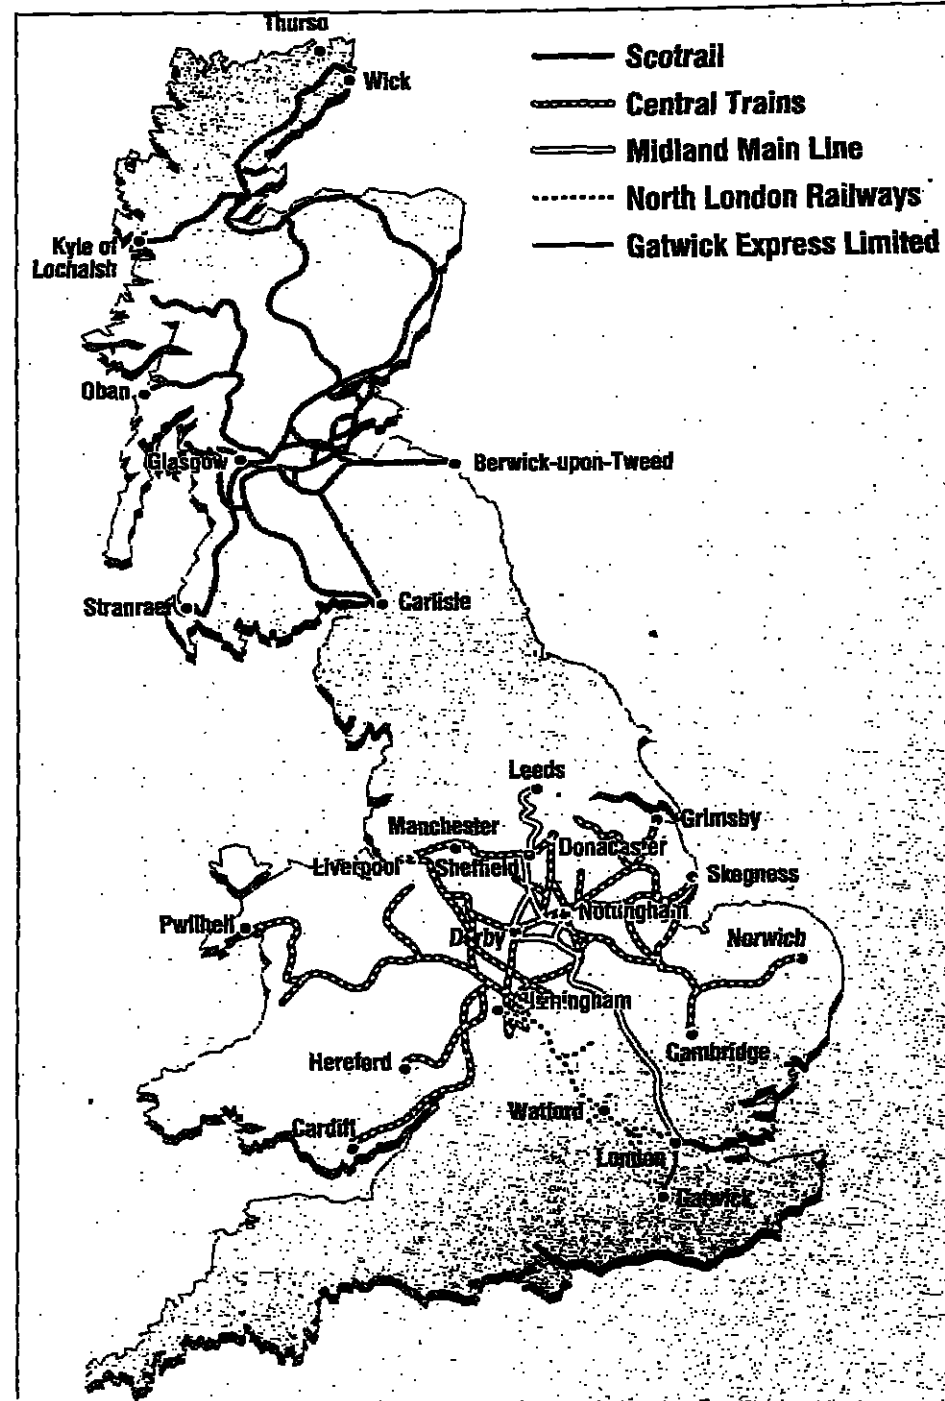 Thurso
Scotrail
Wick
Central Trains
Midland Main Line
North London Railways
Kyle of
Lochalsh
Gatwick Express Limited
Oban
Glasgow
Berwick-upon-Tweed
Stranraer
Carlisle
Leeds
Manchester
Grimsby
Liverpool
Sheffield
Donacaster
Skegness
Pwllheli
Nottingham
Derby
Norwich
Hereford
Cambridge
Watford
Cardiff
London
Gatwick